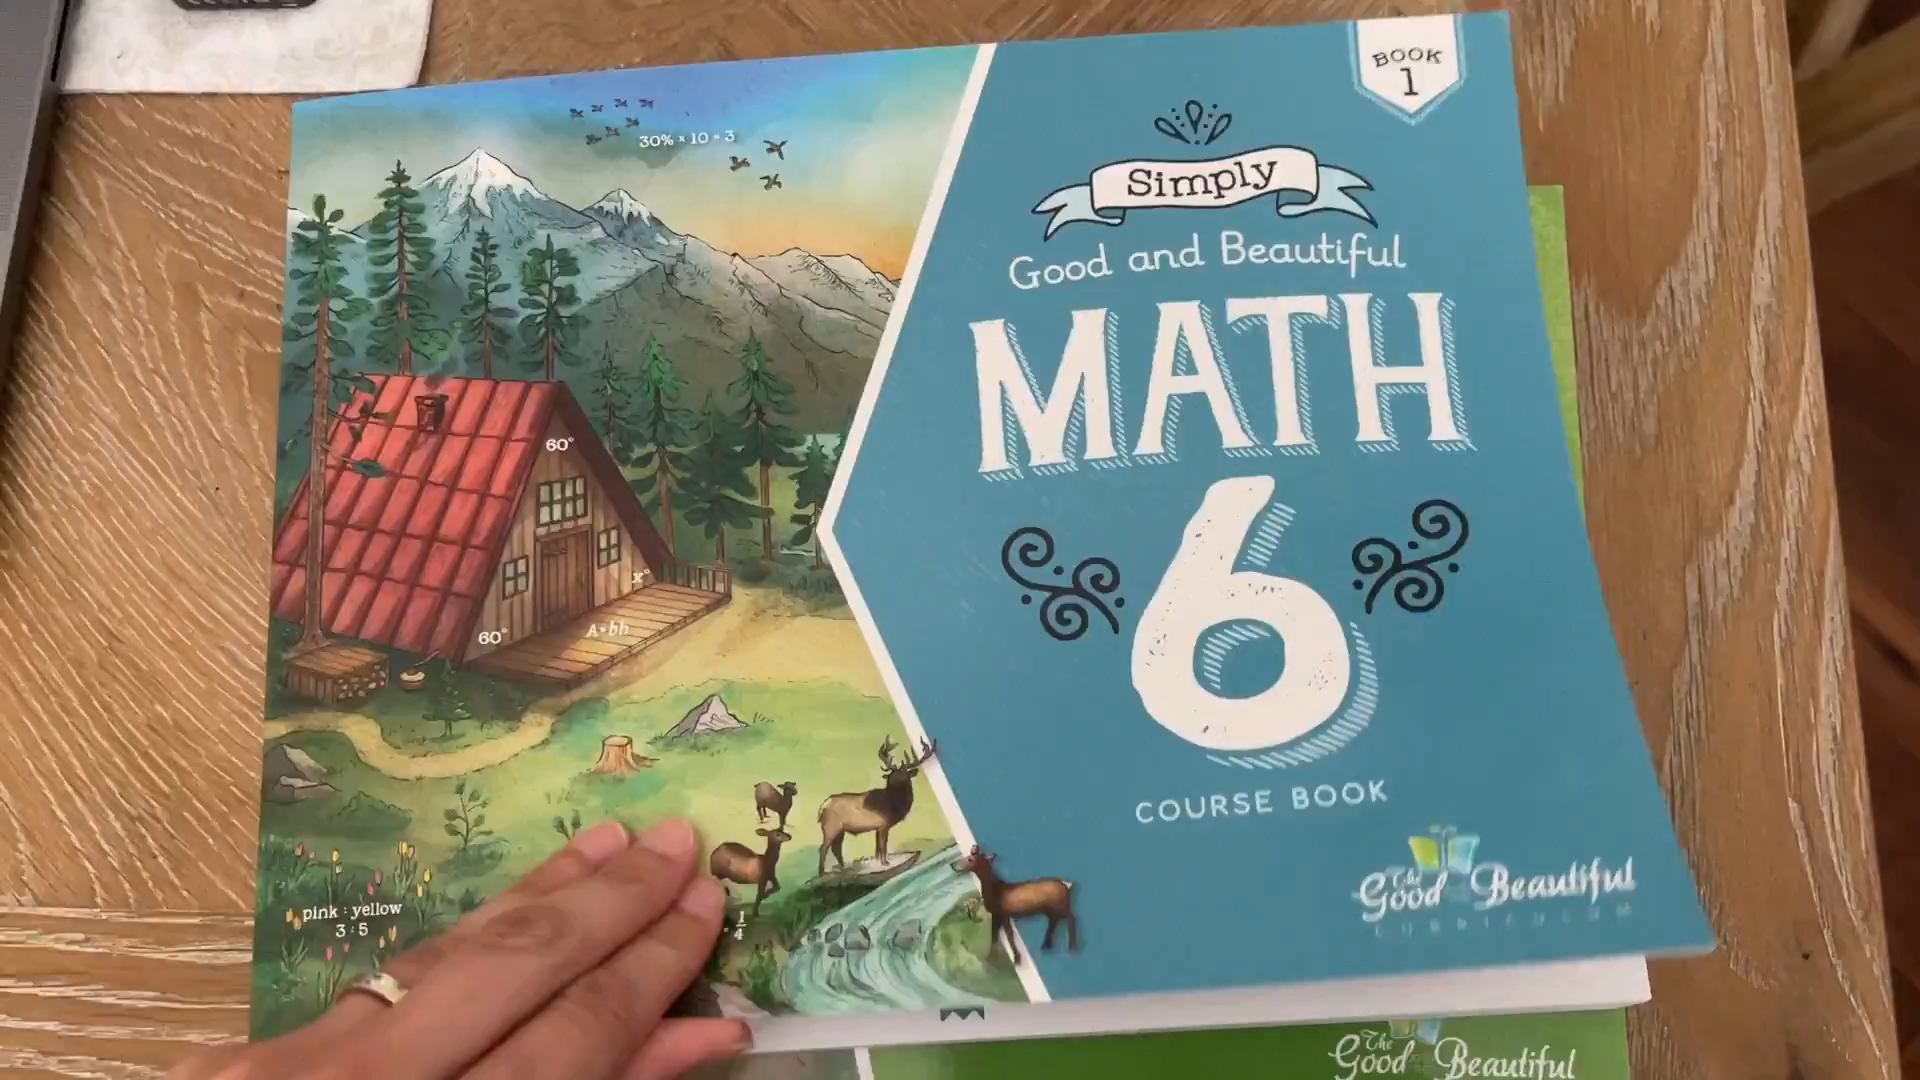 BOOK
1
Simply
Good and Beautiful
MATH
6
COURSE BOOK
The
Good Beautiful
CURRICULUM
30% × 10 = 3
60°
x°
60°
A=bh
pink : yellow
3:5
1
4
The
Good Beautiful